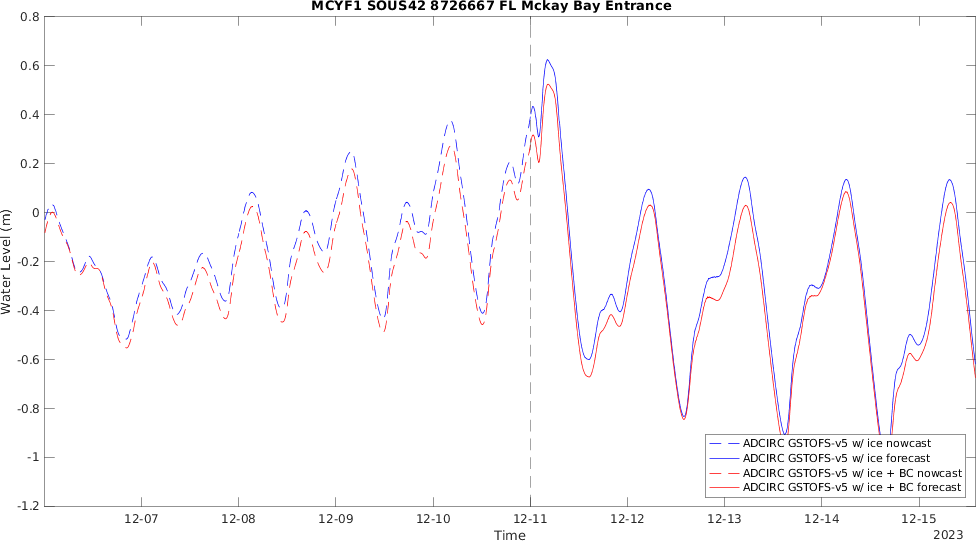 MCYF1 SOUS42 8726667 FL Mckay Bay Entrance
0.8
0.6
0.4
0.2
0
-0.2
-0.4
-0.6
-0.8
-1
-1.2
Water Level (m)
ADCIRC GSTOFS-v5 w/ ice nowcast
ADCIRC GSTOFS-v5 w/ ice forecast
ADCIRC GSTOFS-v5 w/ ice + BC nowcast
ADCIRC GSTOFS-v5 w/ ice + BC forecast
12-07 12-08 12-09 12-10 12-11 12-12 12-13 12-14 12-15
Time
2023